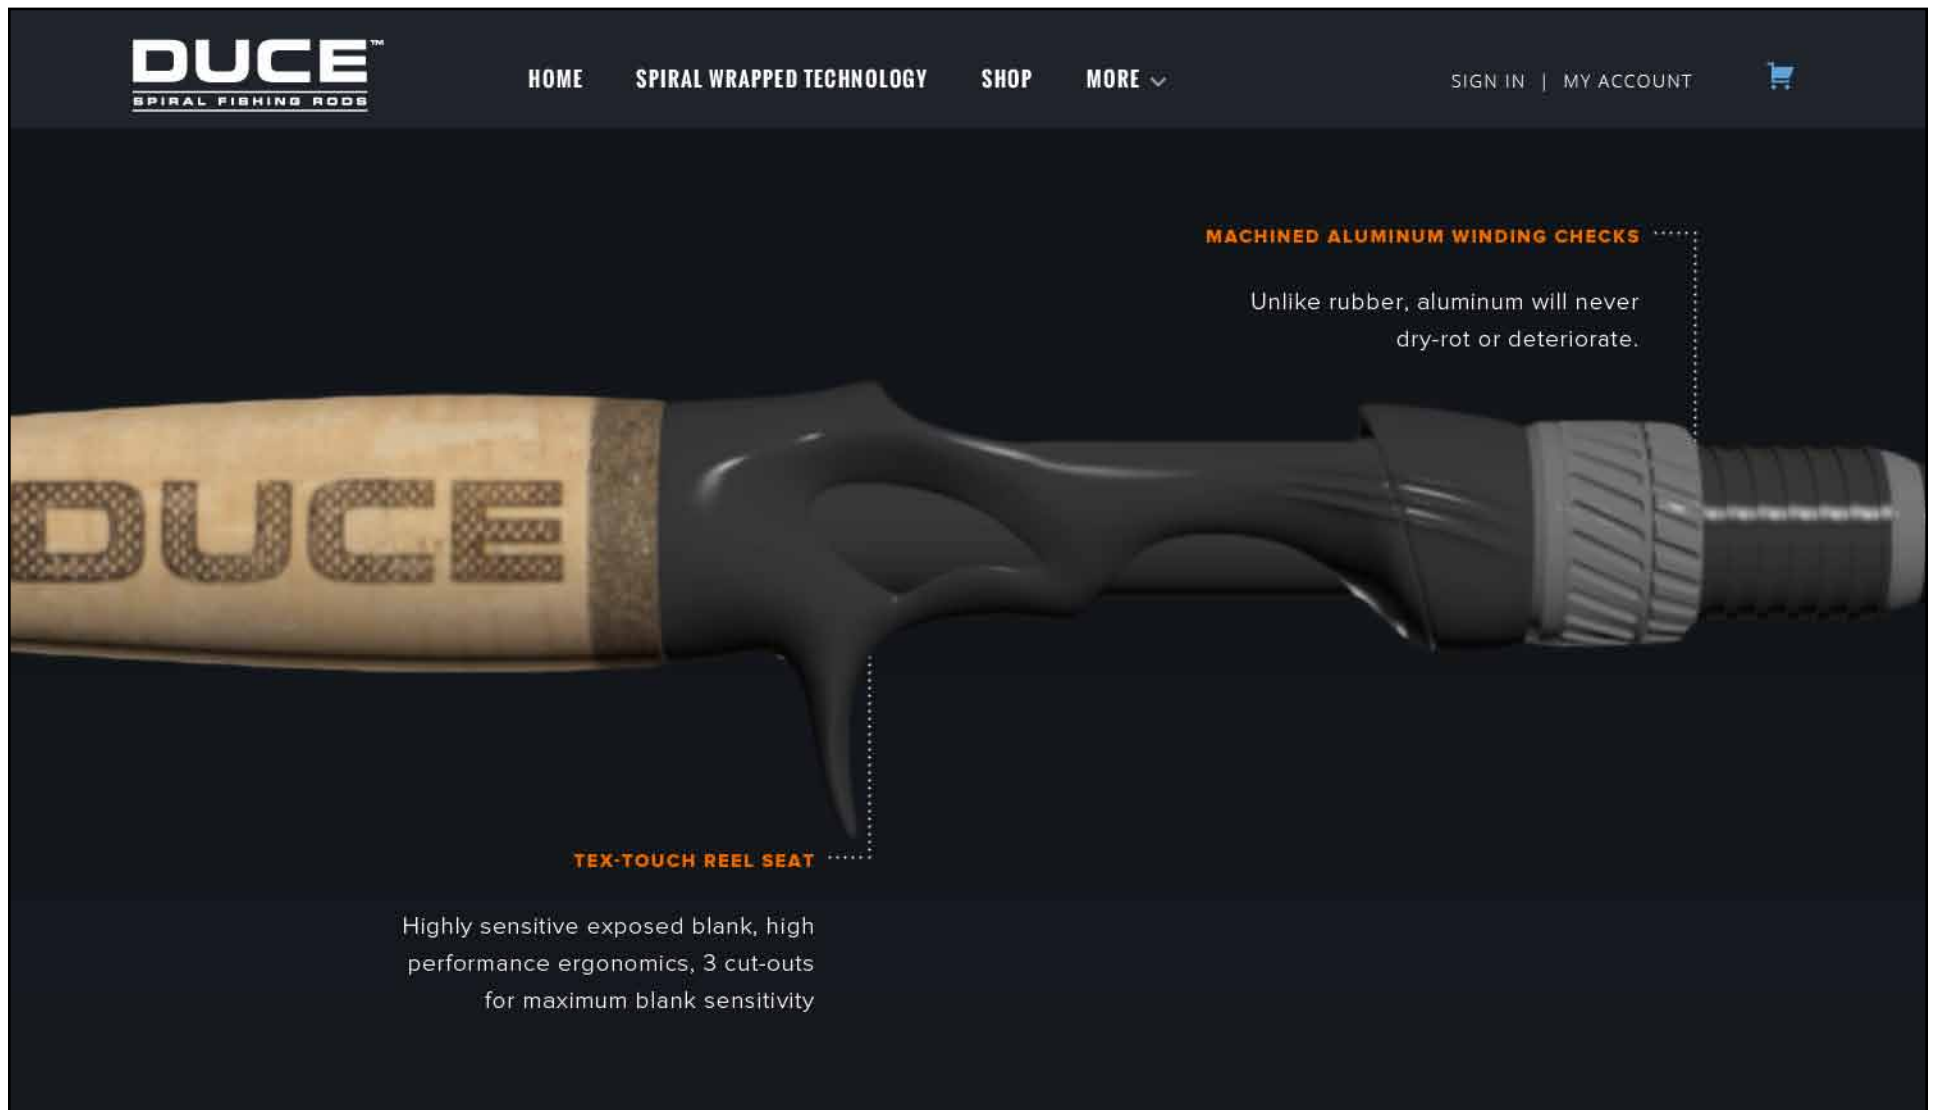 DUCE™
SPIRAL FISHING RODS
HOME SPIRAL WRAPPED TECHNOLOGY SHOP MORE
SIGN IN | MY ACCOUNT
MACHINED ALUMINUM WINDING CHECKS
Unlike rubber, aluminum will never
dry-rot or deteriorate.
DUCE
TEX-TOUCH REEL SEAT
Highly sensitive exposed blank, high
performance ergonomics, 3 cut-outs
for maximum blank sensitivity